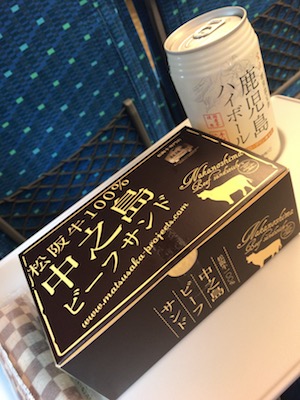 鹿児島
ハイボール
松阪牛100%
中之島
ビーフサンド
www.matsusaka-projects.com
Nakanoshima
Beef sandwich
中之島
ビーフ
サンド